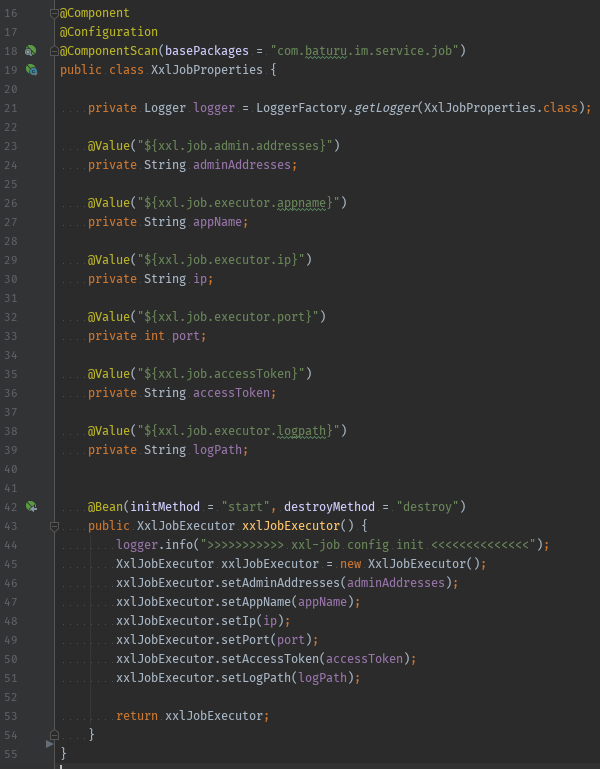 16 @Component
17 @Configuration
18 @ComponentScan(basePackages = "com.baturu.im.service.job")
19 public class XxlJobProperties {
20
21 private Logger logger = LoggerFactory.getLogger(XxlJobProperties.class);
22
23 @Value("${xxl.job.admin.addresses}")
24 private String adminAddresses;
25
26 @Value("${xxl.job.executor.appname}")
27 private String appName;
28
29 @Value("${xxl.job.executor.ip}")
30 private String ip;
31
32 @Value("${xxl.job.executor.port}")
33 private int port;
34
35 @Value("${xxl.job.accessToken}")
36 private String accessToken;
37
38 @Value("${xxl.job.executor.logpath}")
39 private String logPath;
40
41
42 @Bean(initMethod = "start", destroyMethod = "destroy")
43 public XxlJobExecutor xxlJobExecutor() {
44 logger.info(">>>>>>>>>>> xxl-job config init <<<<<<<<<<<<<<");
45 XxlJobExecutor xxlJobExecutor = new XxlJobExecutor();
46 xxlJobExecutor.setAdminAddresses(adminAddresses);
47 xxlJobExecutor.setAppName(appName);
48 xxlJobExecutor.setIp(ip);
49 xxlJobExecutor.setPort(port);
50 xxlJobExecutor.setAccessToken(accessToken);
51 xxlJobExecutor.setLogPath(logPath);
52
53 return xxlJobExecutor;
54 }
55 }